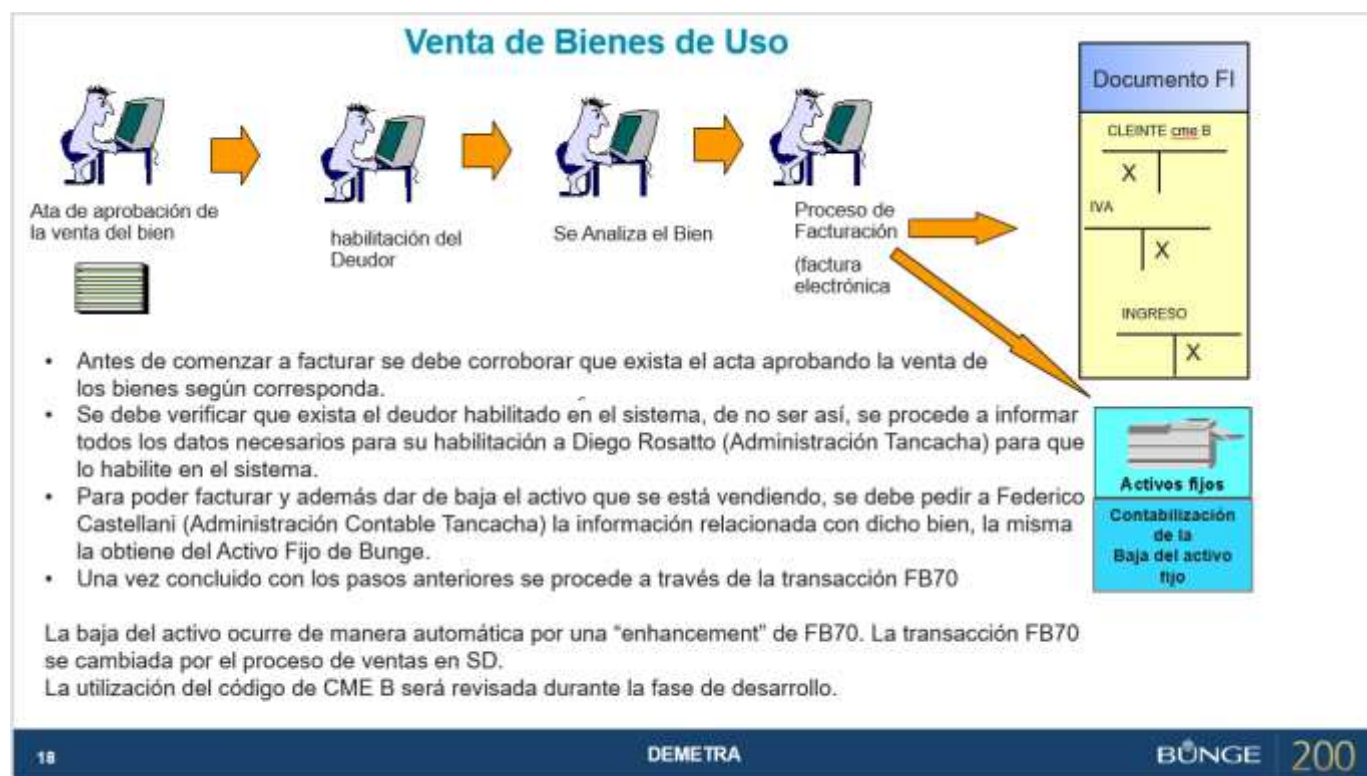 Venta de Bienes de Uso
Ata de aprobación de
la venta del bien
habilitación del
Deudor
Se Analiza el Bien
Proceso de
Facturación
(factura
electrónica
Documento FI
CLEINTE cme B
X
IVA
X
INGRESO
X
• Antes de comenzar a facturar se debe corroborar que exista el acta aprobando la venta de
los bienes según corresponda.
• Se debe verificar que exista el deudor habilitado en el sistema, de no ser así, se procede a informar
todos los datos necesarios para su habilitación a Diego Rosatto (Administración Tancacha) para que
lo habilite en el sistema.
• Para poder facturar y además dar de baja el activo que se está vendiendo, se debe pedir a Federico
Castellani (Administración Contable Tancacha) la información relacionada con dicho bien, la misma
la obtiene del Activo Fijo de Bunge.
• Una vez concluido con los pasos anteriores se procede a través de la transacción FB70
Activos fijos
Contabilización
de la
Baja del activo
fijo
La baja del activo ocurre de manera automática por una “enhancement” de FB70. La transacción FB70
se cambiada por el proceso de ventas en SD.
La utilización del código de CME B será revisada durante la fase de desarrollo.
18
DEMETRA
BUNGE 200